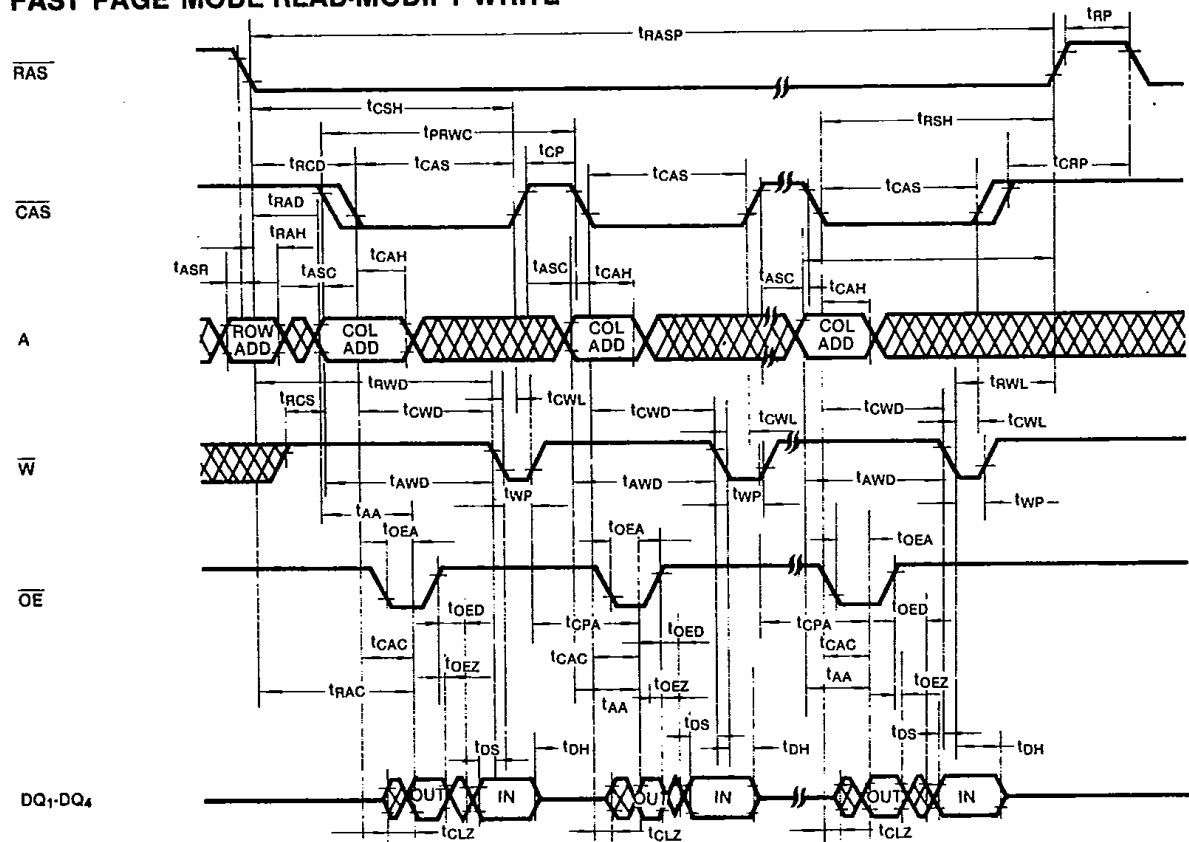 FAST PAGE MODE READ-MODIFY-WRITE
tRASP
tRP
RAS
tCSH
tPRWC
tRSH
tRCD
tCAS
tCP
tCAS
tCAS
tCRP
CAS
tRAD
tRAH
tASR
tASC
tCAH
tASC
tCAH
tASC
tCAH
A
ROW ADD
COL ADD
COL ADD
COL ADD
tRWD
tRWL
tRCS
tCWD
tCWL
tCWD
tCWL
tCWD
tCWL
W
tAWD
tWP
tAWD
tWP
tAWD
tWP
tAA
tOEA
tOEA
tOEA
OE
tOED
tCPA
tOED
tCPA
tOED
tCAC
tOEZ
tCAC
tCAC
tRAC
tAA
tOEZ
tAA
tOEZ
tDS
tDH
tDS
tDH
tDS
tDH
DQ1-DQ4
OUT
IN
OUT
IN
OUT
IN
tCLZ
tCLZ
tCLZ